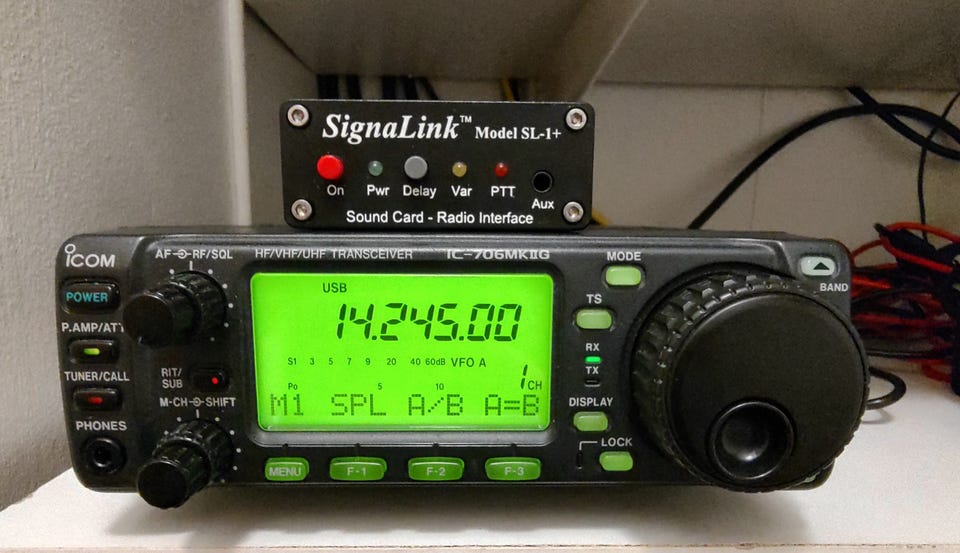 SignaLink™ Model SL-1+
On Pwr Delay Var PTT Aux
Sound Card - Radio Interface
ICOM
AF RF/SQL
HF/VHF/UHF TRANSCEIVER IC-706MKIIG
MODE
BAND
POWER
USB
14.245.00
TS
P.AMP/ATT
RX
S1 3 5 7 9 20 40 60dB VFO A
TX
TUNER/CALL
RIT/
SUB
1CH
Po 5 10
M-CH SHIFT
M1 SPL A/B A=B
DISPLAY
PHONES
LOCK
MENU F-1 F-2 F-3